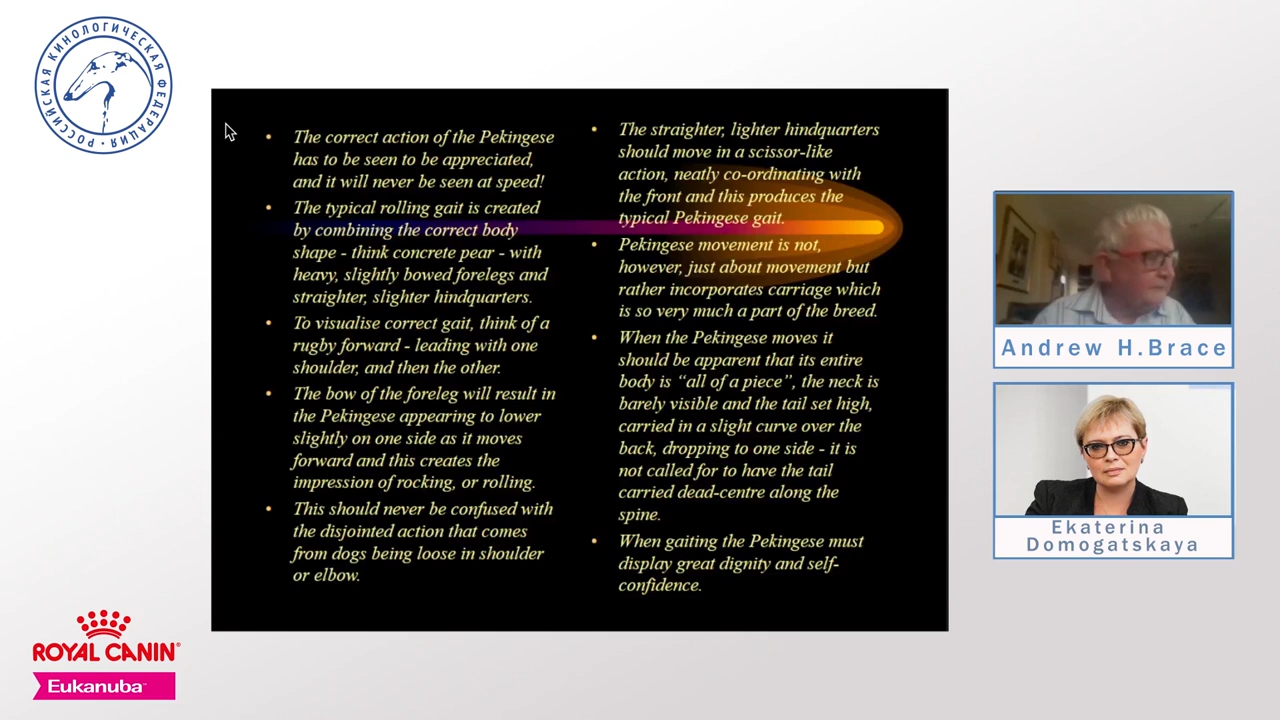 РОССИЙСКАЯ КИНОЛОГИЧЕСКАЯ ФЕДЕРАЦИЯ
• The correct action of the Pekingese
has to be seen to be appreciated,
and it will never be seen at speed!
• The typical rolling gait is created
by combining the correct body
shape - think concrete pear - with
heavy, slightly bowed forelegs and
straighter, slighter hindquarters.
• To visualise correct gait, think of a
rugby forward - leading with one
shoulder, and then the other.
• The bow of the foreleg will result in
the Pekingese appearing to lower
slightly on one side as it moves
forward and this creates the
impression of rocking, or rolling.
• This should never be confused with
the disjointed action that comes
from dogs being loose in shoulder
or elbow.
• The straighter, lighter hindquarters
should move in a scissor-like
action, neatly co-ordinating with
the front and this produces the
typical Pekingese gait.
• Pekingese movement is not,
however, just about movement but
rather incorporates carriage which
is so very much a part of the breed.
• When the Pekingese moves it
should be apparent that its entire
body is “all of a piece”, the neck is
barely visible and the tail set high,
carried in a slight curve over the
back, dropping to one side - it is
not called for to have the tail
carried dead-centre along the
spine.
• When gaiting the Pekingese must
display great dignity and self-
confidence.
Andrew H.Brace
Ekaterina
Domogatskaya
ROYAL CANIN®
Eukanuba™